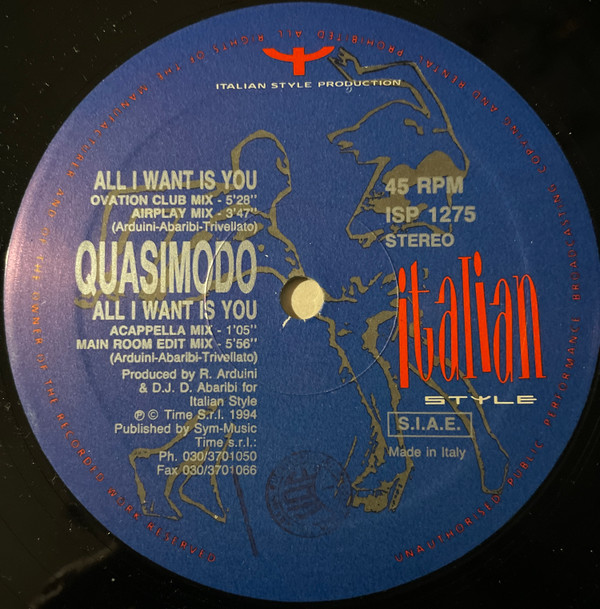 ITALIAN STYLE PRODUCTION
ALL I WANT IS YOU
OVATION CLUB MIX - 5'28"
AIRPLAY MIX - 3'47"
(Arduini-Abaribi-Trivellato)
QUASIMODO
ALL I WANT IS YOU
ACAPPELLA MIX - 1'05"
MAIN ROOM EDIT MIX - 5'56"
(Arduini-Abaribi-Trivellato)
Produced by R. Arduini
& D.J. D. Abaribi for
Italian Style
℗ © Time S.r.l. 1994
Published by Sym-Music
Time s.r.l.:
Ph. 030/3701050
Fax 030/3701066
45 RPM
ISP 1275
STEREO
italian
STYLE
S.I.A.E.
Made in Italy
ALL RIGHTS OF THE MANUFACTURER AND OF THE OWNER OF THE RECORDED WORK RESERVED
UNAUTHORISED PUBLIC PERFORMANCE BROADCASTING COPYING AND RENTAL PROHIBITED